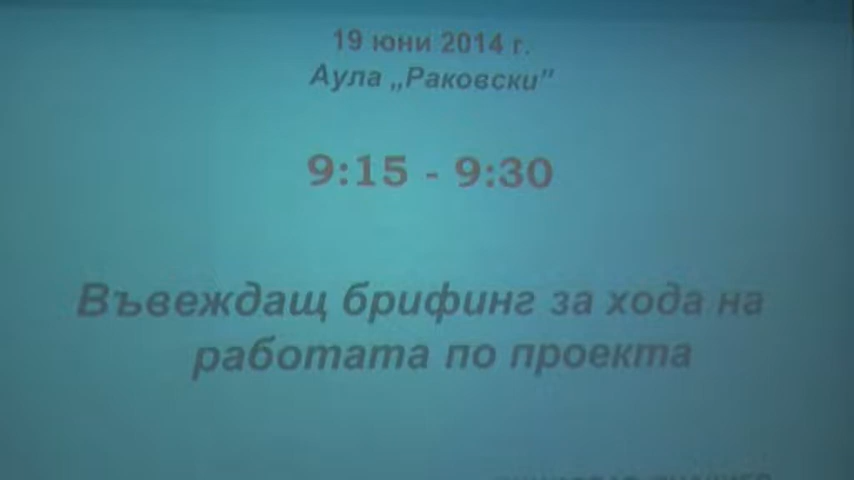 19 юни 2014 г.
Аула „Раковски”
9:15 - 9:30
Въвеждащ брифинг за хода на
работата по проекта